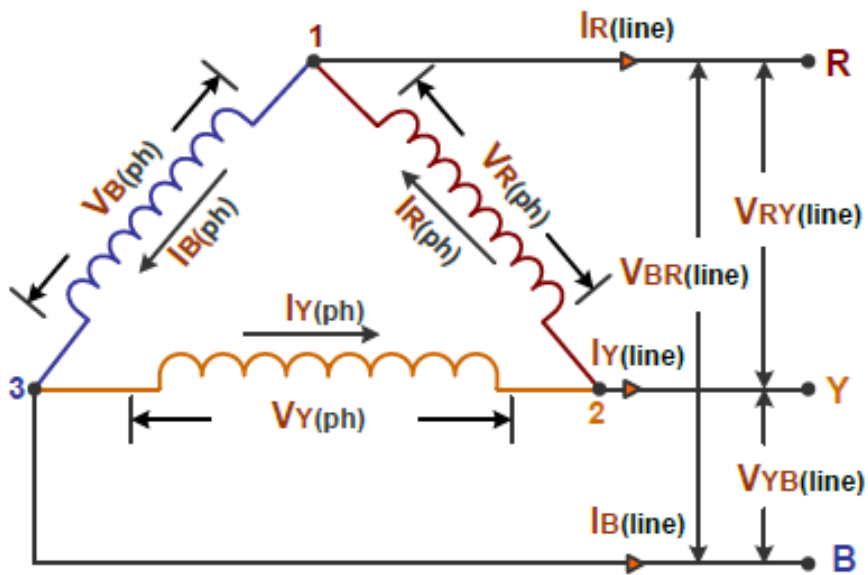 IR(line)
1
R
VB(ph)
VR(ph)
IB(ph)
IR(ph)
VRY(line)
VBR(line)
IY(ph)
IY(line)
3
Y
2
VY(ph)
VYB(line)
IB(line)
B